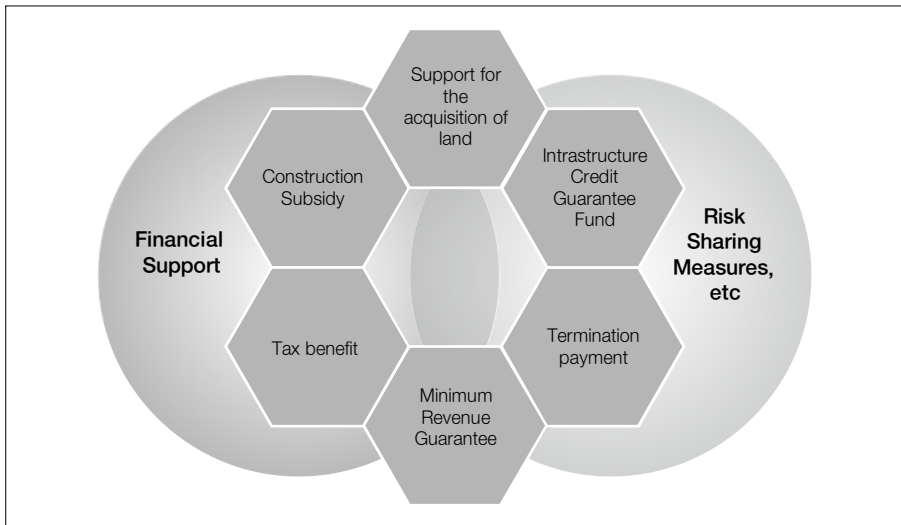 Support for
the
acquisition of
land
Construction
Subsidy
Intrastructure
Credit
Guarantee
Fund
Financial
Support
Risk
Sharing
Measures,
etc
Tax benefit
Termination
payment
Minimum
Revenue
Guarantee